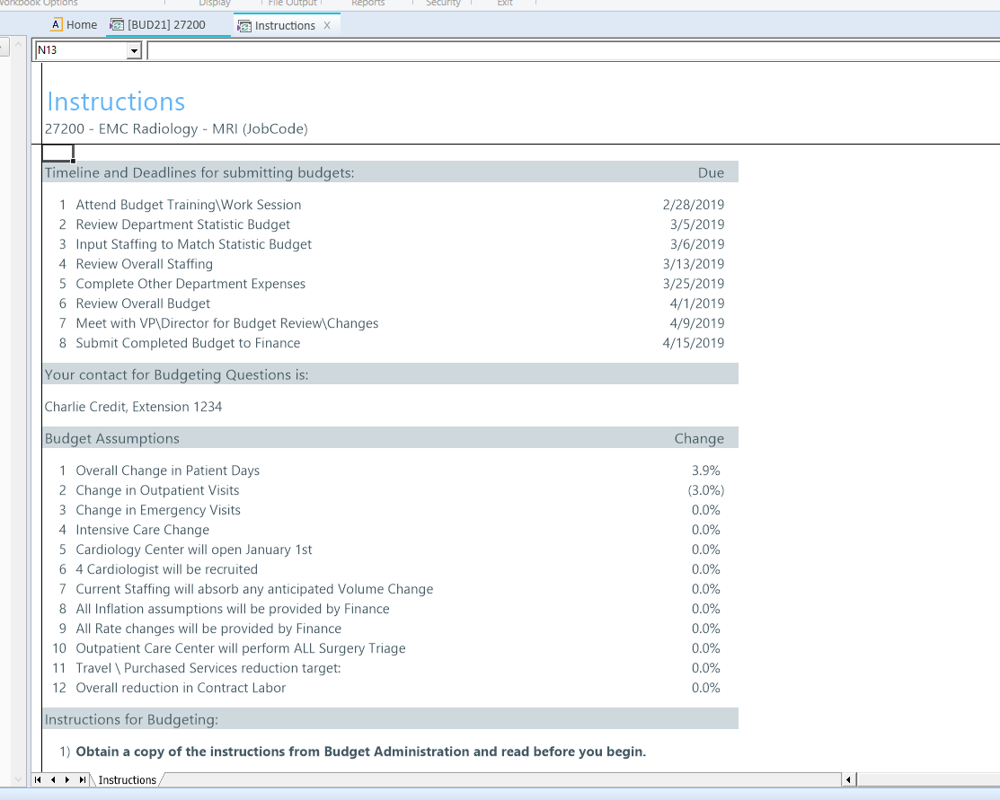 Workbook Options Display File Output Reports Security Exit
A Home [BUD21] 27200 Instructions X
N13
Instructions
27200 - EMC Radiology - MRI (JobCode)
Timeline and Deadlines for submitting budgets: Due
1 Attend Budget Training\Work Session 2/28/2019
2 Review Department Statistic Budget 3/5/2019
3 Input Staffing to Match Statistic Budget 3/6/2019
4 Review Overall Staffing 3/13/2019
5 Complete Other Department Expenses 3/25/2019
6 Review Overall Budget 4/1/2019
7 Meet with VP\Director for Budget Review\Changes 4/9/2019
8 Submit Completed Budget to Finance 4/15/2019
Your contact for Budgeting Questions is:
Charlie Credit, Extension 1234
Budget Assumptions Change
1 Overall Change in Patient Days 3.9%
2 Change in Outpatient Visits (3.0%)
3 Change in Emergency Visits 0.0%
4 Intensive Care Change 0.0%
5 Cardiology Center will open January 1st 0.0%
6 4 Cardiologist will be recruited 0.0%
7 Current Staffing will absorb any anticipated Volume Change 0.0%
8 All Inflation assumptions will be provided by Finance 0.0%
9 All Rate changes will be provided by Finance 0.0%
10 Outpatient Care Center will perform ALL Surgery Triage 0.0%
11 Travel \ Purchased Services reduction target: 0.0%
12 Overall reduction in Contract Labor 0.0%
Instructions for Budgeting:
1) Obtain a copy of the instructions from Budget Administration and read before you begin.
Instructions